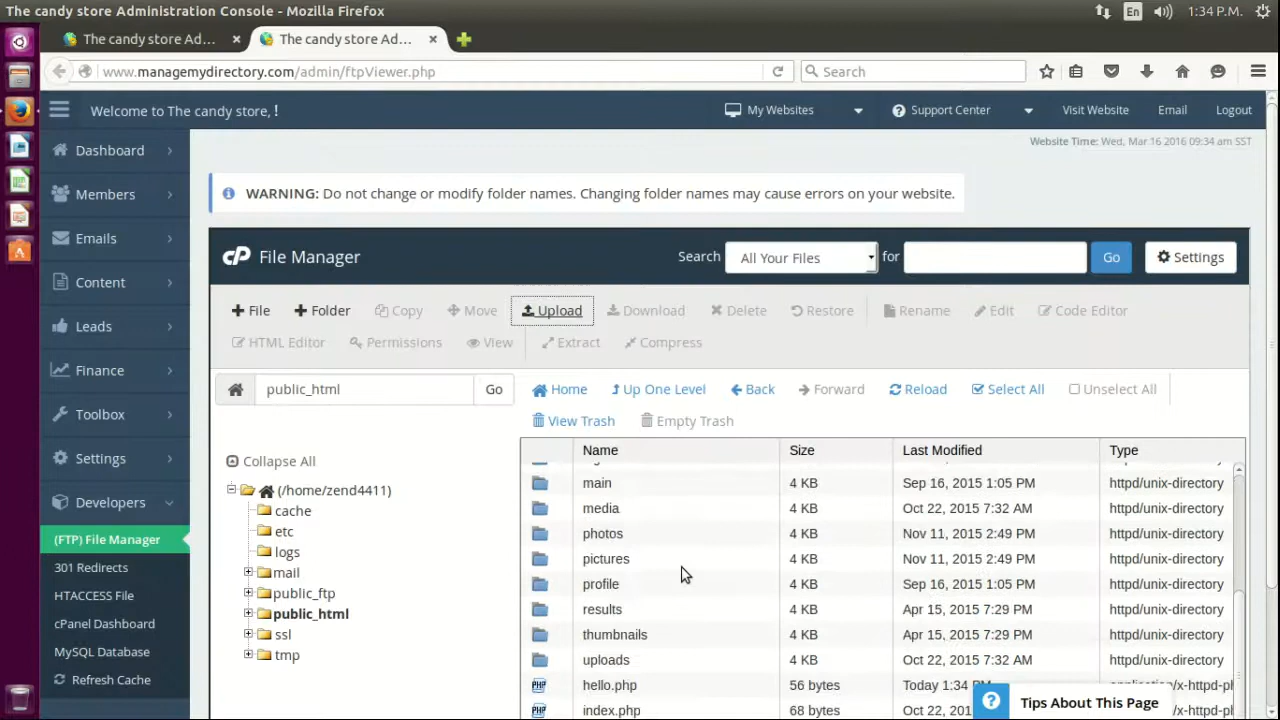 The candy store Administration Console - Mozilla Firefox
En
1:34 P.M.
The candy store Ad...
The candy store Ad...
www.managemydirectory.com/admin/ftpViewer.php
Search
Welcome to The candy store, !
My Websites
Support Center
Visit Website
Email
Logout
Website Time: Wed, Mar 16 2016 09:34 am SST
Dashboard
Members
Emails
Content
Leads
Finance
Toolbox
Settings
Developers
(FTP) File Manager
301 Redirects
HTACCESS File
cPanel Dashboard
MySQL Database
Refresh Cache
WARNING: Do not change or modify folder names. Changing folder names may cause errors on your website.
cP File Manager
Search
All Your Files
for
Go
Settings
File
Folder
Copy
Move
Upload
Download
Delete
Restore
Rename
Edit
Code Editor
HTML Editor
Permissions
View
Extract
Compress
public_html
Go
Home
Up One Level
Back
Forward
Reload
Select All
Unselect All
View Trash
Empty Trash
Collapse All
(/home/zend4411)
cache
etc
logs
mail
public_ftp
public_html
ssl
tmp
Name Size Last Modified Type
main 4 KB Sep 16, 2015 1:05 PM httpd/unix-directory
media 4 KB Oct 22, 2015 7:32 AM httpd/unix-directory
photos 4 KB Nov 11, 2015 2:49 PM httpd/unix-directory
pictures 4 KB Nov 11, 2015 2:49 PM httpd/unix-directory
profile 4 KB Sep 16, 2015 1:05 PM httpd/unix-directory
results 4 KB Apr 15, 2015 7:29 PM httpd/unix-directory
thumbnails 4 KB Apr 15, 2015 7:29 PM httpd/unix-directory
uploads 4 KB Oct 22, 2015 7:32 AM httpd/unix-directory
PHP hello.php 56 bytes Today 1:34
PHP index.php 68 bytes Oct 22, 20
/x-httpd-pl
Tips About This Page